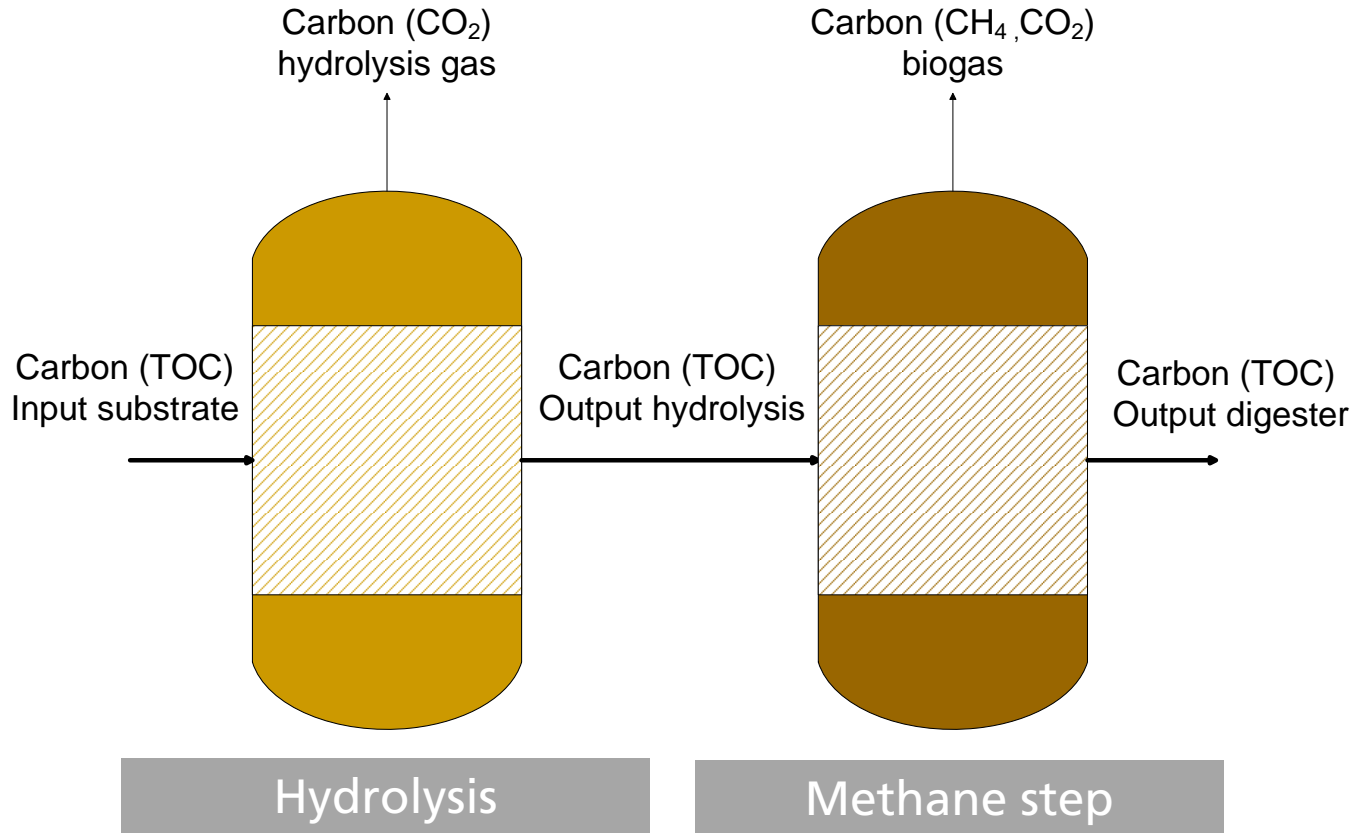 Carbon (CO₂)
hydrolysis gas
Carbon (CH₄ ,CO₂)
biogas
Carbon (TOC)
Input substrate
Carbon (TOC)
Output hydrolysis
Carbon (TOC)
Output digester
Hydrolysis
Methane step